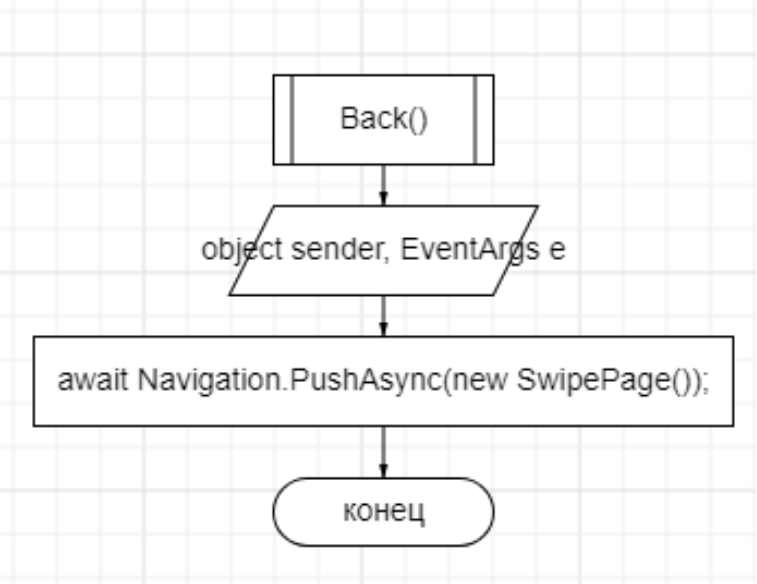 Back()
object sender, EventArgs e
await Navigation.PushAsync(new SwipePage());
конец